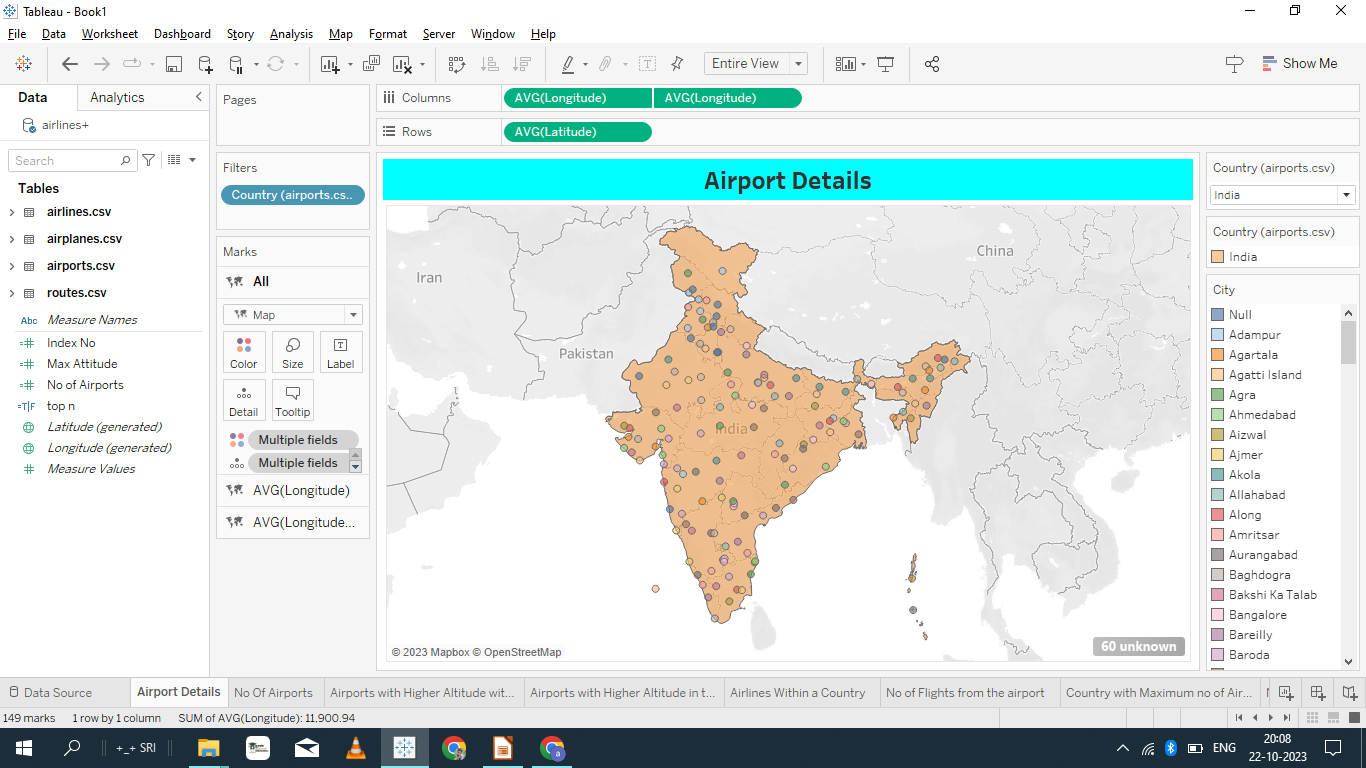 Tableau - Book1
File Data Worksheet Dashboard Story Analysis Map Format Server Window Help
Entire View
Show Me
Data Analytics
airlines+
Search
Tables
airlines.csv
airplanes.csv
airports.csv
routes.csv
Abc Measure Names
Index No
Max Attitude
No of Airports
=T|F top n
Latitude (generated)
Longitude (generated)
Measure Values
Pages
Filters
Country (airports.cs..
Marks
All
Map
Color Size Label
Detail Tooltip
Multiple fields
Multiple fields
AVG(Longitude)
AVG(Longitude...
Columns AVG(Longitude) AVG(Longitude)
Rows AVG(Latitude)
Airport Details
Iran
China
Pakistan
India
© 2023 Mapbox © OpenStreetMap
60 unknown
Country (airports.csv)
India
Country (airports.csv)
India
City
Null
Adampur
Agartala
Agatti Island
Agra
Ahmedabad
Aizwal
Ajmer
Akola
Allahabad
Along
Amritsar
Aurangabad
Baghdogra
Bakshi Ka Talab
Bangalore
Bareilly
Baroda
Data Source Airport Details No Of Airports Airports with Higher Altitude wit... Airports with Higher Altitude in t... Airlines Within a Country No of Flights from the airport Country with Maximum no of Air...
149 marks 1 row by 1 column SUM of AVG(Longitude): 11,900.94
+_+ SRI
ENG
20:08
22-10-2023